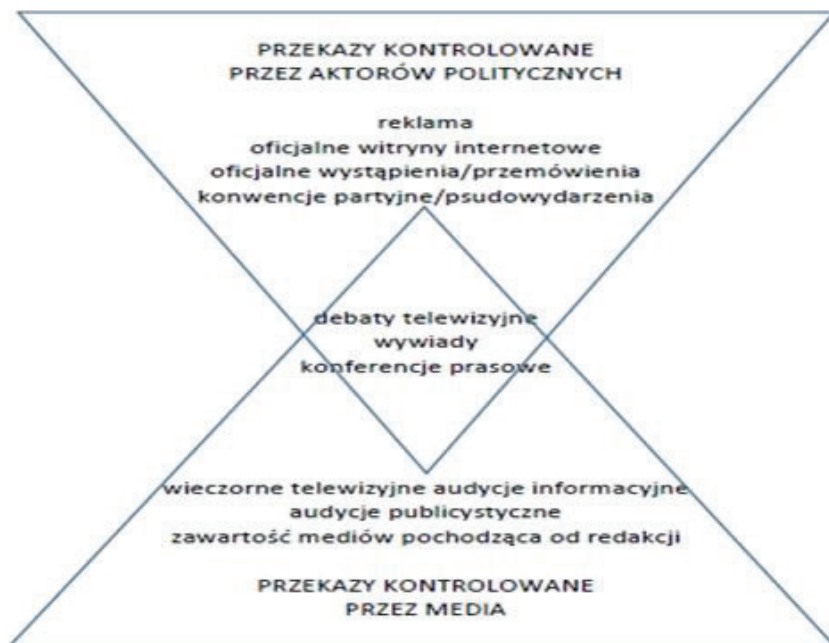 PRZEKAZY KONTROLOWANE
PRZEZ AKTORÓW POLITYCZNYCH
reklama
oficjalne witryny internetowe
oficjalne wystąpienia/przemówienia
konwencje partyjne/psudowydarzenia
debaty telewizyjne
wywiady
konferencje prasowe
wieczorne telewizyjne audycje informacyjne
audycje publicystyczne
zawartość mediów pochodząca od redakcji
PRZEKAZY KONTROLOWANE
PRZEZ MEDIA